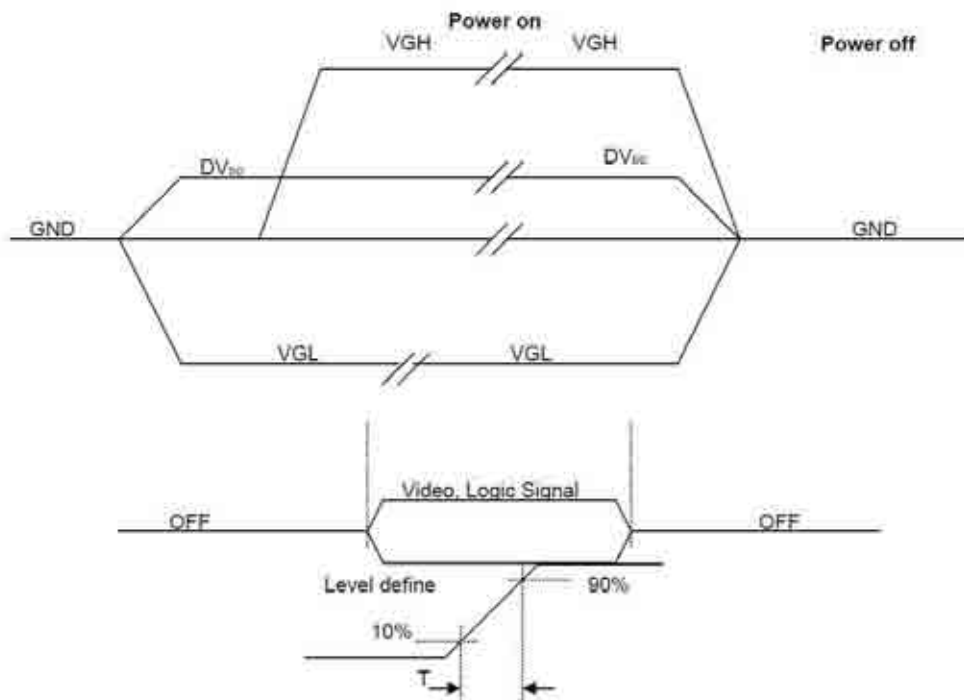 Power on
VGH VGH
Power off
DV
DV
GND GND
VGL VGL
Video, Logic Signal
OFF OFF
Level define
90%
10%
T